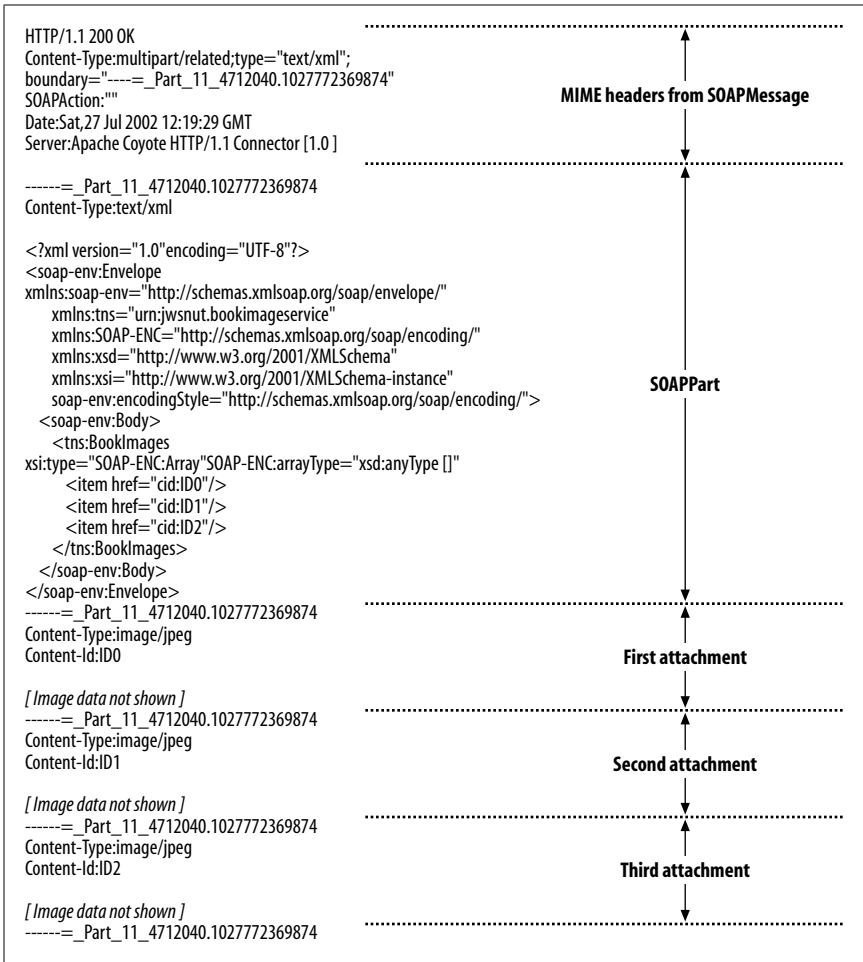 HTTP/1.1 200 OK
Content-Type:multipart/related;type="text/xml";
boundary="----=_Part_11_4712040.1027772369874"
SOAPAction:""
Date:Sat,27 Jul 2002 12:19:29 GMT
Server:Apache Coyote HTTP/1.1 Connector [1.0 ]
MIME headers from SOAPMessage
------=_Part_11_4712040.1027772369874
Content-Type:text/xml
<?xml version="1.0"encoding="UTF-8"?>
<soap-env:Envelope
xmlns:soap-env="http://schemas.xmlsoap.org/soap/envelope/"
xmlns:tns="urn:jwsnut.bookimageservice"
xmlns:SOAP-ENC="http://schemas.xmlsoap.org/soap/encoding/"
xmlns:xsd="http://www.w3.org/2001/XMLSchema"
xmlns:xsi="http://www.w3.org/2001/XMLSchema-instance"
soap-env:encodingStyle="http://schemas.xmlsoap.org/soap/encoding/">
<soap-env:Body>
<tns:BookImages
xsi:type="SOAP-ENC:Array"SOAP-ENC:arrayType="xsd:anyType []"
<item href="cid:ID0"/>
<item href="cid:ID1"/>
<item href="cid:ID2"/>
</tns:BookImages>
</soap-env:Body>
</soap-env:Envelope>
SOAPPart
------=_Part_11_4712040.1027772369874
Content-Type:image/jpeg
Content-Id:ID0
[ Image data not shown ]
First attachment
------=_Part_11_4712040.1027772369874
Content-Type:image/jpeg
Content-Id:ID1
[ Image data not shown ]
Second attachment
------=_Part_11_4712040.1027772369874
Content-Type:image/jpeg
Content-Id:ID2
[ Image data not shown ]
Third attachment
------=_Part_11_4712040.1027772369874